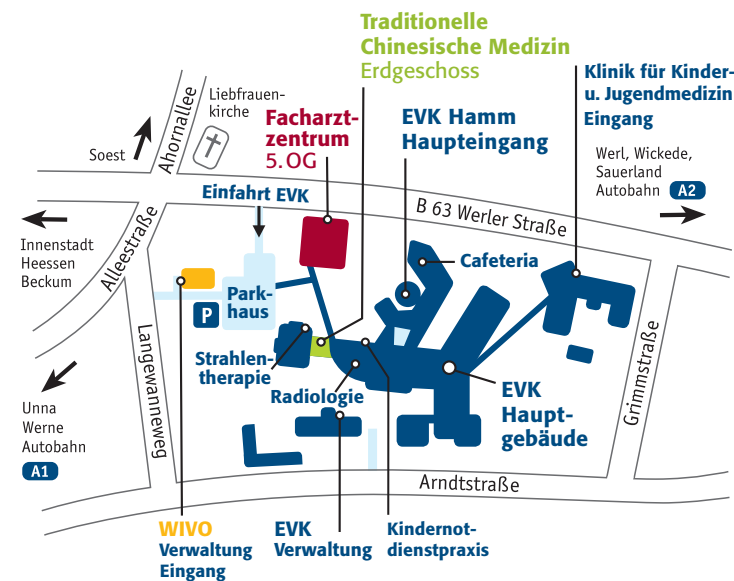 Traditionelle
Chinesische Medizin
Erdgeschoss
Klinik für Kinder-
u. Jugendmedizin
Eingang
Liebfrauen-
kirche
Ahornallee
Soest
Facharzt-
zentrum
5. OG
EVK Hamm
Haupteingang
Werl, Wickede,
Sauerland
Autobahn A2
Einfahrt EVK
B 63 Werler Straße
Innenstadt
Heessen
Beckum
Alleestraße
Cafeteria
Park-
haus
P
Langewanneweg
Strahlen-
therapie
Radiologie
Grimmstraße
EVK
Haupt-
gebäude
Unna
Werne
Autobahn
A1
Arndtstraße
WIVO
Verwaltung
Eingang
EVK
Verwaltung
Kindernot-
dienstpraxis